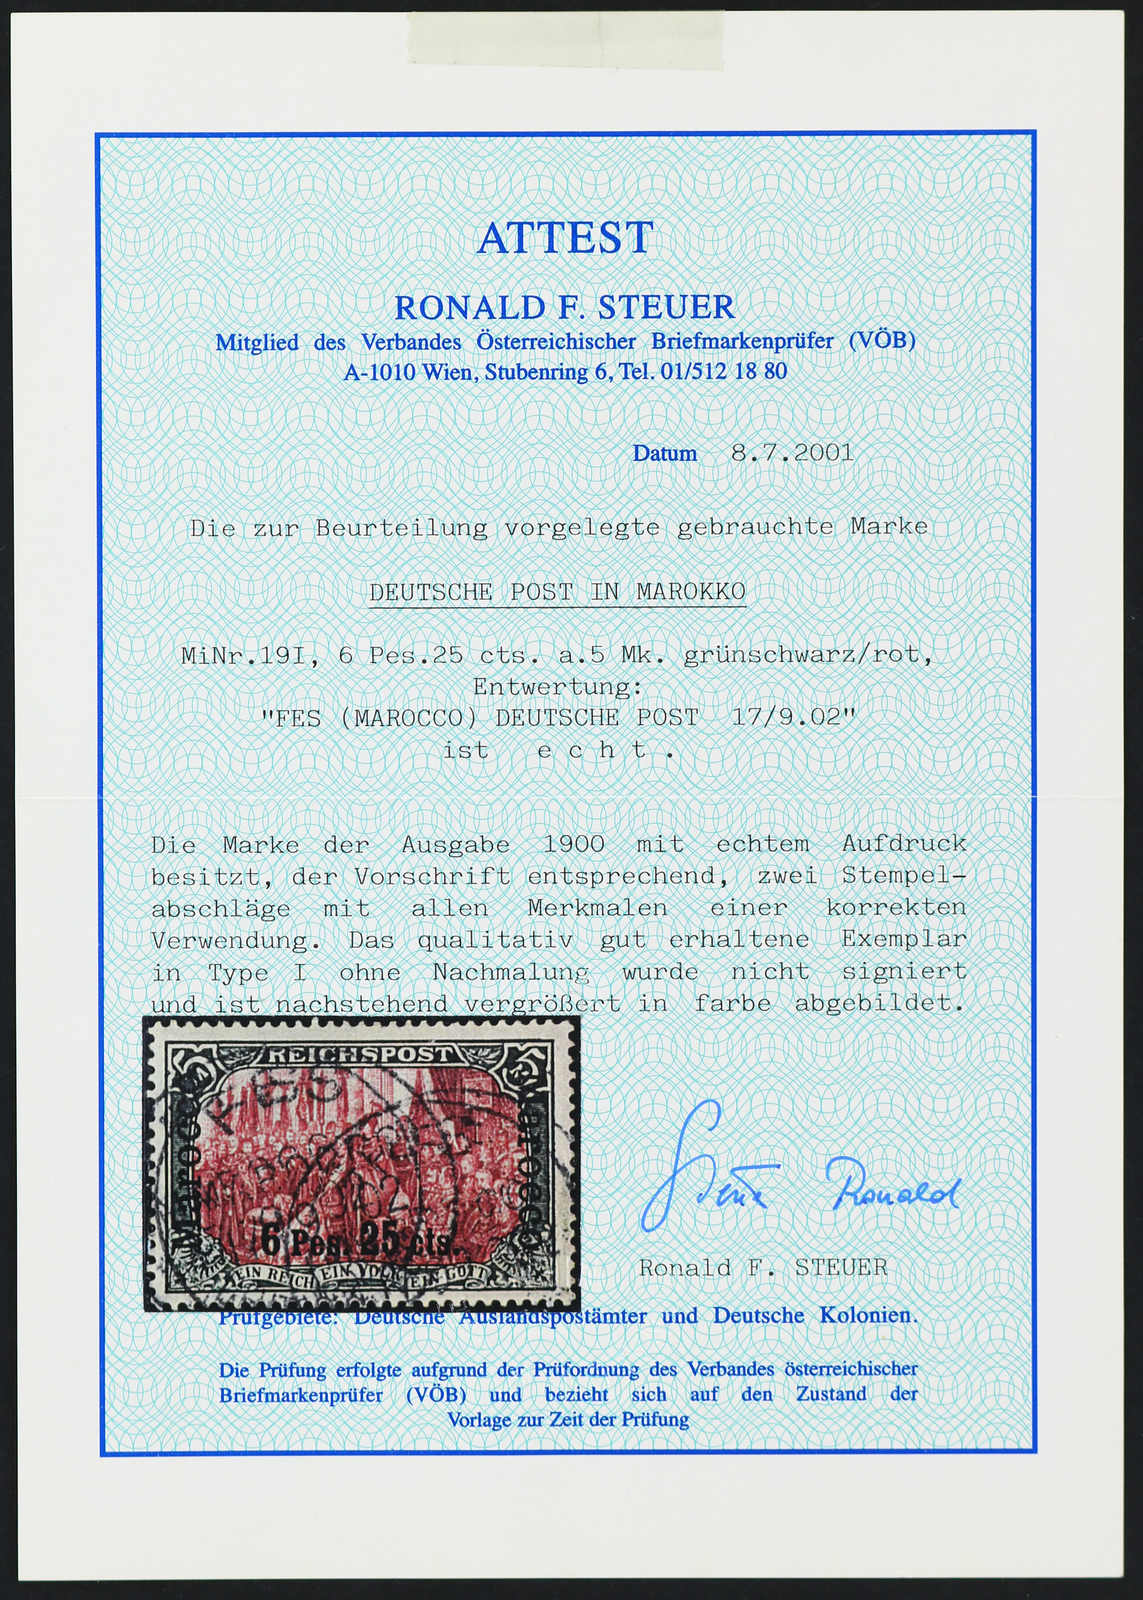 ATTEST
RONALD F. STEUER
Mitglied des Verbandes Österreichischer Briefmarkenprüfer (VÖB)
A-1010 Wien, Stubenring 6, Tel. 01/512 18 80
Datum 8.7.2001
Die zur Beurteilung vorgelegte gebrauchte Marke
DEUTSCHE POST IN MAROKKO
MiNr.19I, 6 Pes.25 cts. a.5 Mk. grünschwarz/rot,
Entwertung:
"FES (MAROCCO) DEUTSCHE POST 17/9.02"
ist e c h t .
Die Marke der Ausgabe 1900 mit echtem Aufdruck
besitzt, der Vorschrift entsprechend, zwei Stempel-
abschläge mit allen Merkmalen einer korrekten
Verwendung. Das qualitativ gut erhaltene Exemplar
in Type I ohne Nachmalung wurde nicht signiert
und ist nachstehend vergrößert in farbe abgebildet.
REICHSPOST
5 M 5 M
FES
Marocco Marocco
6 Pes. 25 cts.
EIN REICH EIN VOLK EIN GOTT
Steuer Ronald
Ronald F. STEUER
Prüfgebiete: Deutsche Auslandspostämter und Deutsche Kolonien.
Die Prüfung erfolgte aufgrund der Prüfordnung des Verbandes österreichischer
Briefmarkenprüfer (VÖB) und bezieht sich auf den Zustand der
Vorlage zur Zeit der Prüfung